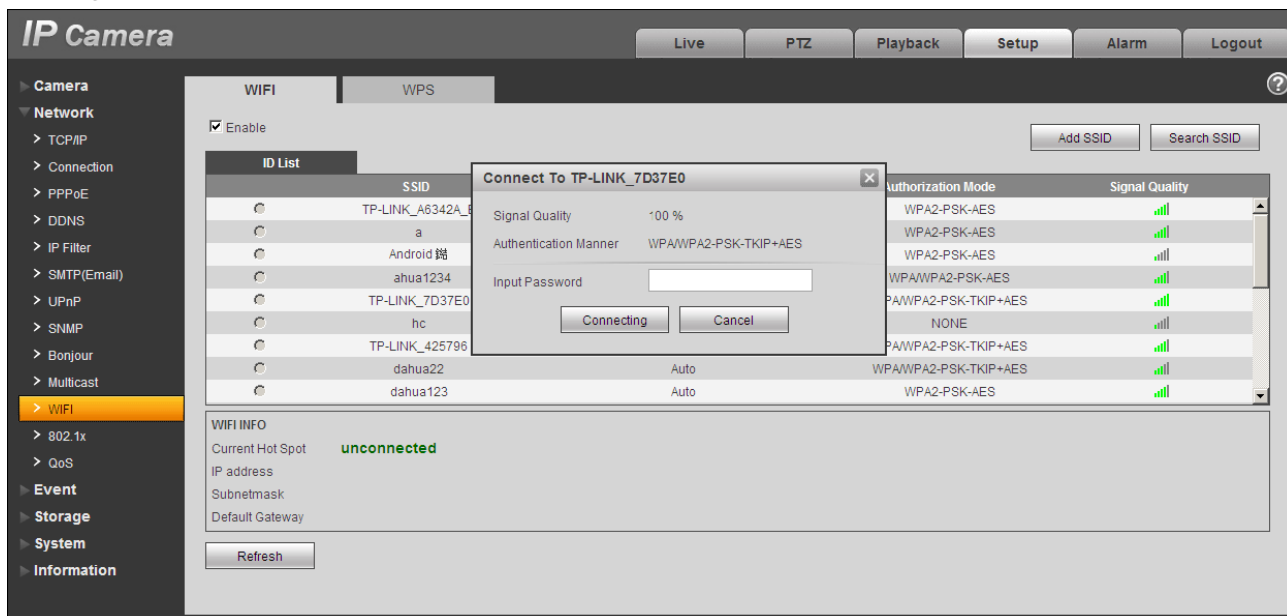 IP Camera
Live PTZ Playback Setup Alarm Logout
Camera
Network
TCP/IP
Connection
PPPoE
DDNS
IP Filter
SMTP(Email)
UPnP
SNMP
Bonjour
Multicast
WIFI
802.1x
QoS
Event
Storage
System
Information
WIFI WPS
Enable
Add SSID Search SSID
ID List
SSID Authorization Mode Signal Quality
TP-LINK_A6342A_ WPA2-PSK-AES
a WPA2-PSK-AES
Android WPA2-PSK-AES
ahua1234 WPA/WPA2-PSK-AES
TP-LINK_7D37E0 PA/WPA2-PSK-TKIP+AES
hc NONE
TP-LINK_425796 PA/WPA2-PSK-TKIP+AES
dahua22 Auto WPA/WPA2-PSK-TKIP+AES
dahua123 Auto WPA2-PSK-AES
Connect To TP-LINK_7D37E0
Signal Quality 100 %
Authentication Manner WPA/WPA2-PSK-TKIP+AES
Input Password
Connecting Cancel
WIFI INFO
Current Hot Spot unconnected
IP address
Subnetmask
Default Gateway
Refresh